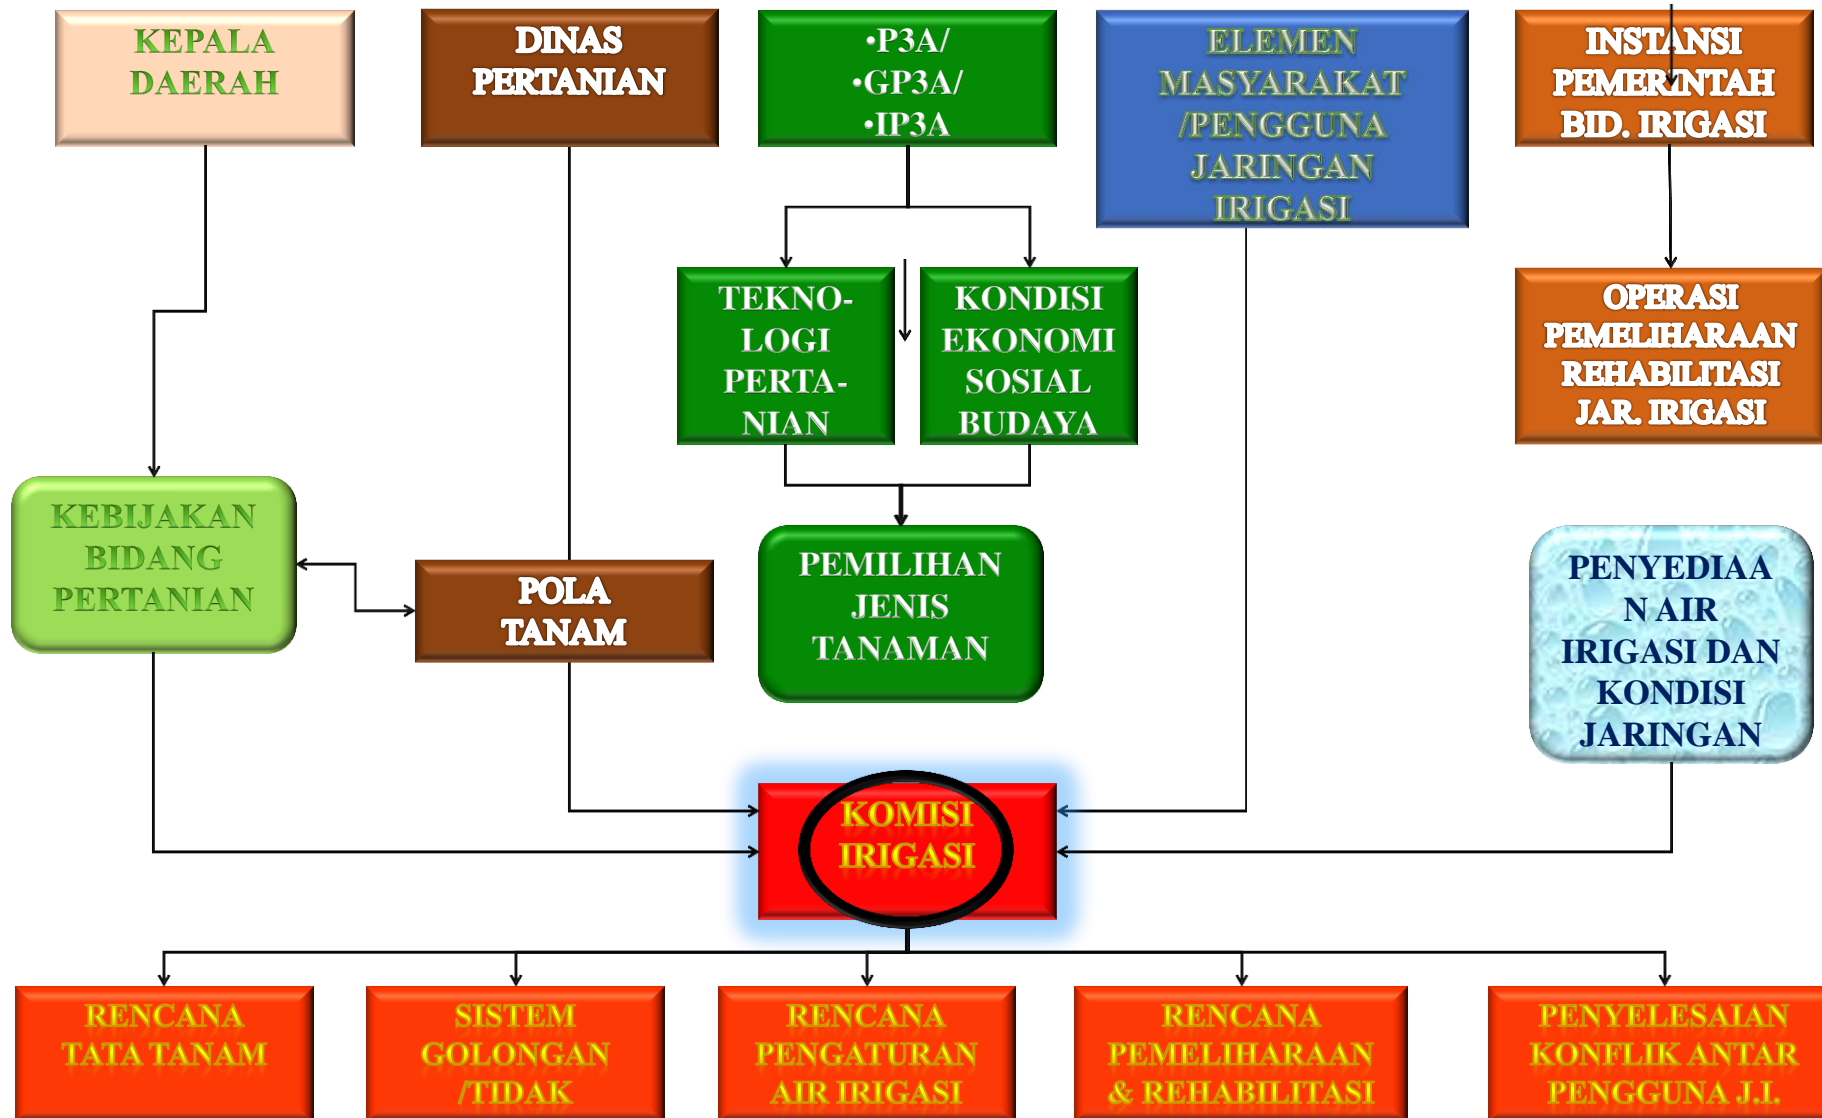 KEPALA
DAERAH
DINAS
PERTANIAN
•P3A/
•GP3A/
•IP3A
ELEMEN
MASYARAKAT
/PENGGUNA
JARINGAN
IRIGASI
INSTANSI
PEMERINTAH
BID. IRIGASI
TEKNO-
LOGI
PERTA-
NIAN
KONDISI
EKONOMI
SOSIAL
BUDAYA
OPERASI
PEMELIHARAAN
REHABILITASI
JAR. IRIGASI
KEBIJAKAN
BIDANG
PERTANIAN
POLA
TANAM
PEMILIHAN
JENIS
TANAMAN
PENYEDIAA
N AIR
IRIGASI DAN
KONDISI
JARINGAN
KOMISI
IRIGASI
RENCANA
TATA TANAM
SISTEM
GOLONGAN
/TIDAK
RENCANA
PENGATURAN
AIR IRIGASI
RENCANA
PEMELIHARAAN
& REHABILITASI
PENYELESAIAN
KONFLIK ANTAR
PENGGUNA J.I.